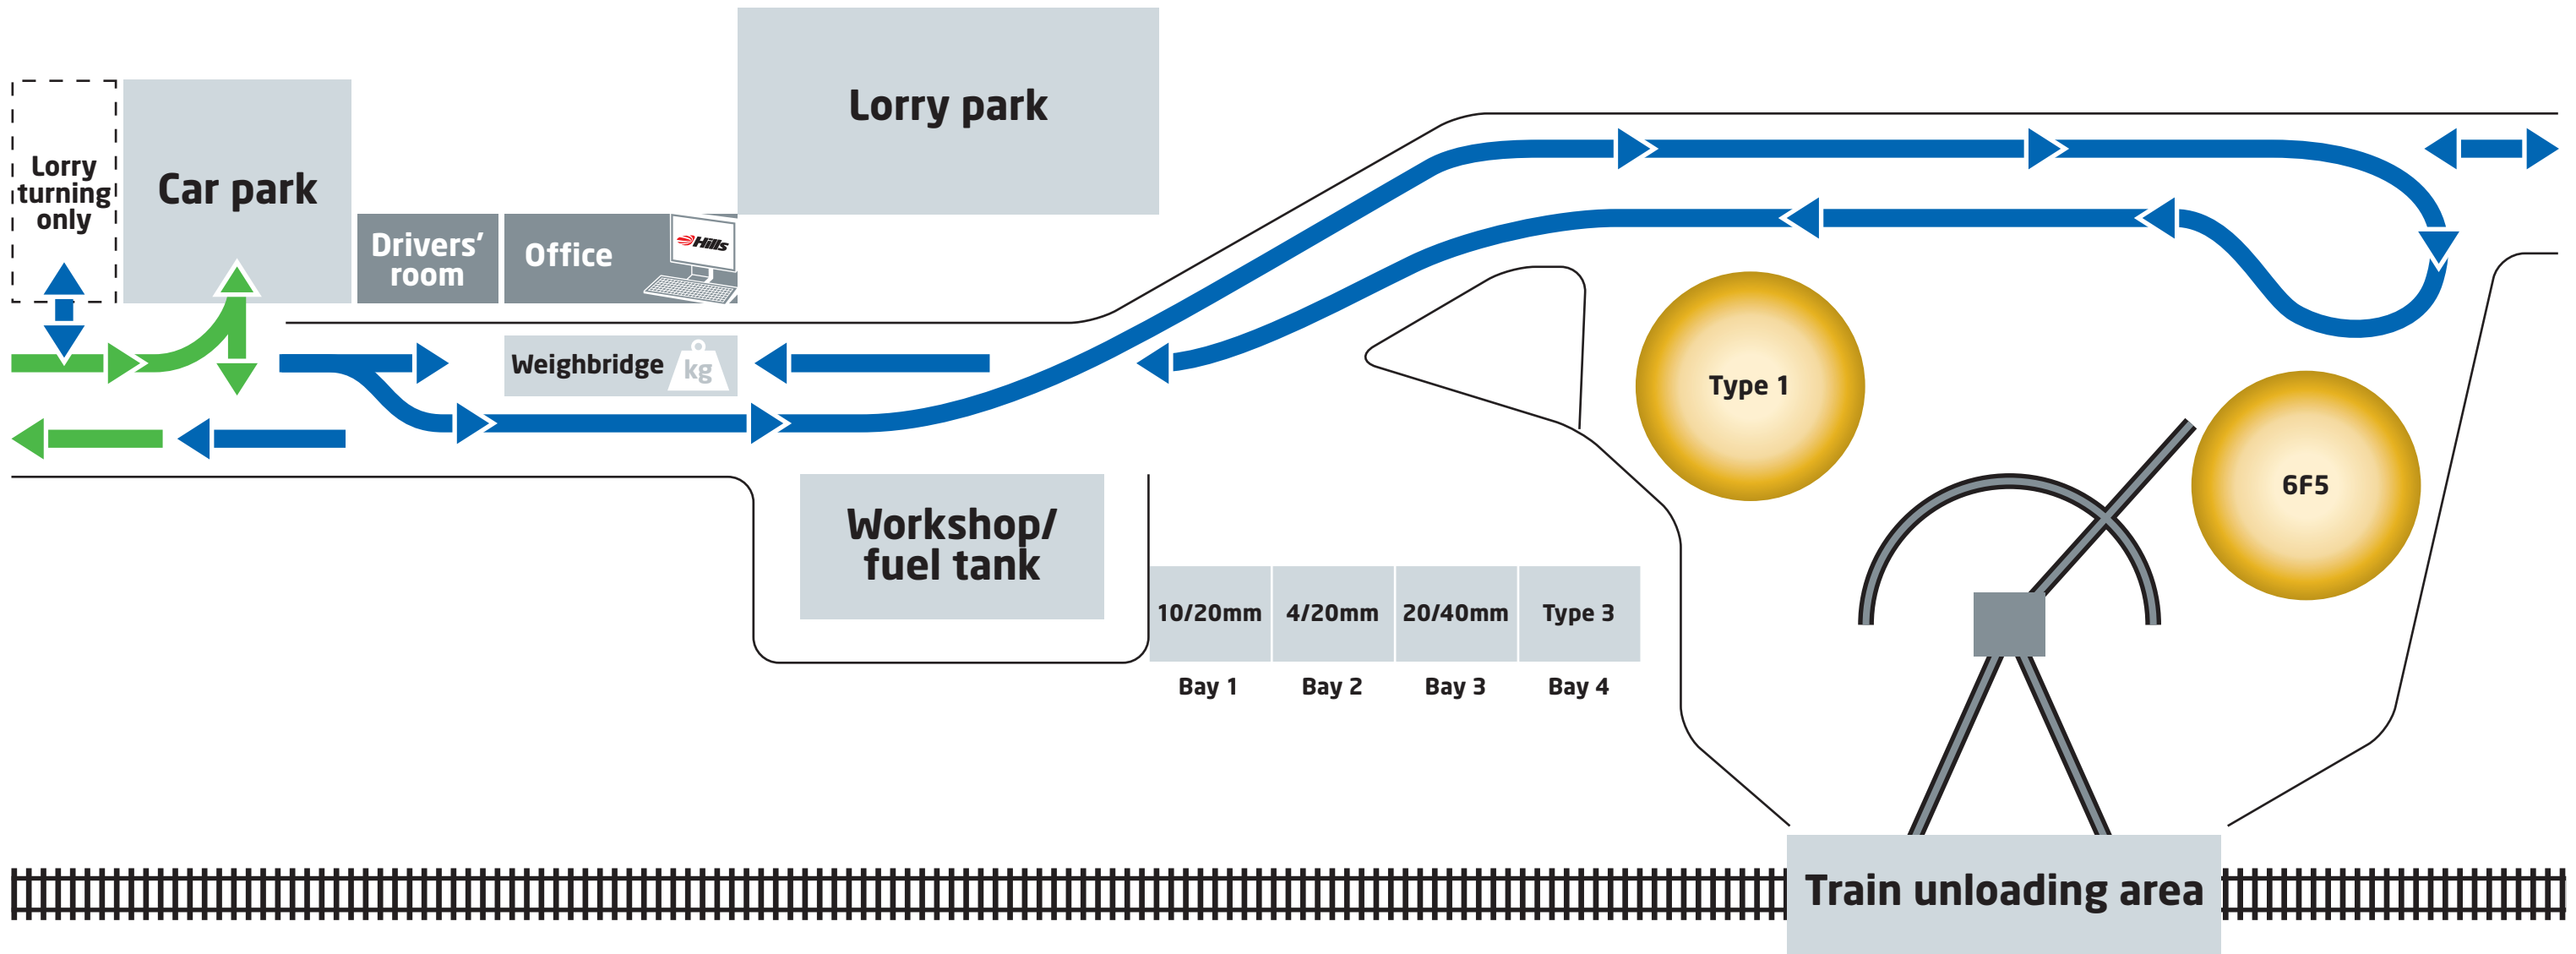 Lorry park
Lorry
turning
only
Car park
Drivers’
room
Office
Hills
Weighbridge
kg
Type 1
6F5
Workshop/
fuel tank
10/20mm
4/20mm
20/40mm
Type 3
Bay 1
Bay 2
Bay 3
Bay 4
Train unloading area